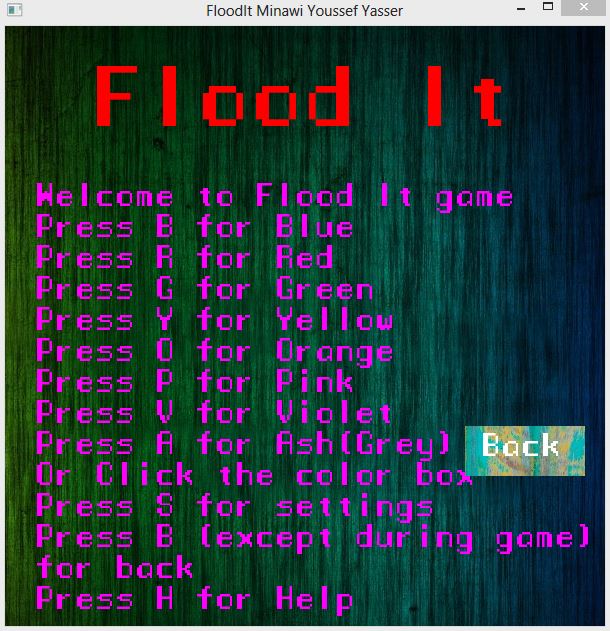 FloodIt Minawi Youssef Yasser
Flood It
Welcome to Flood It game
Press B for Blue
Press R for Red
Press G for Green
Press Y for Yellow
Press O for Orange
Press P for Pink
Press V for Violet
Press A for Ash(Grey)
Back
Or Click the color box
Press S for settings
Press B (except during game)
for back
Press H for Help